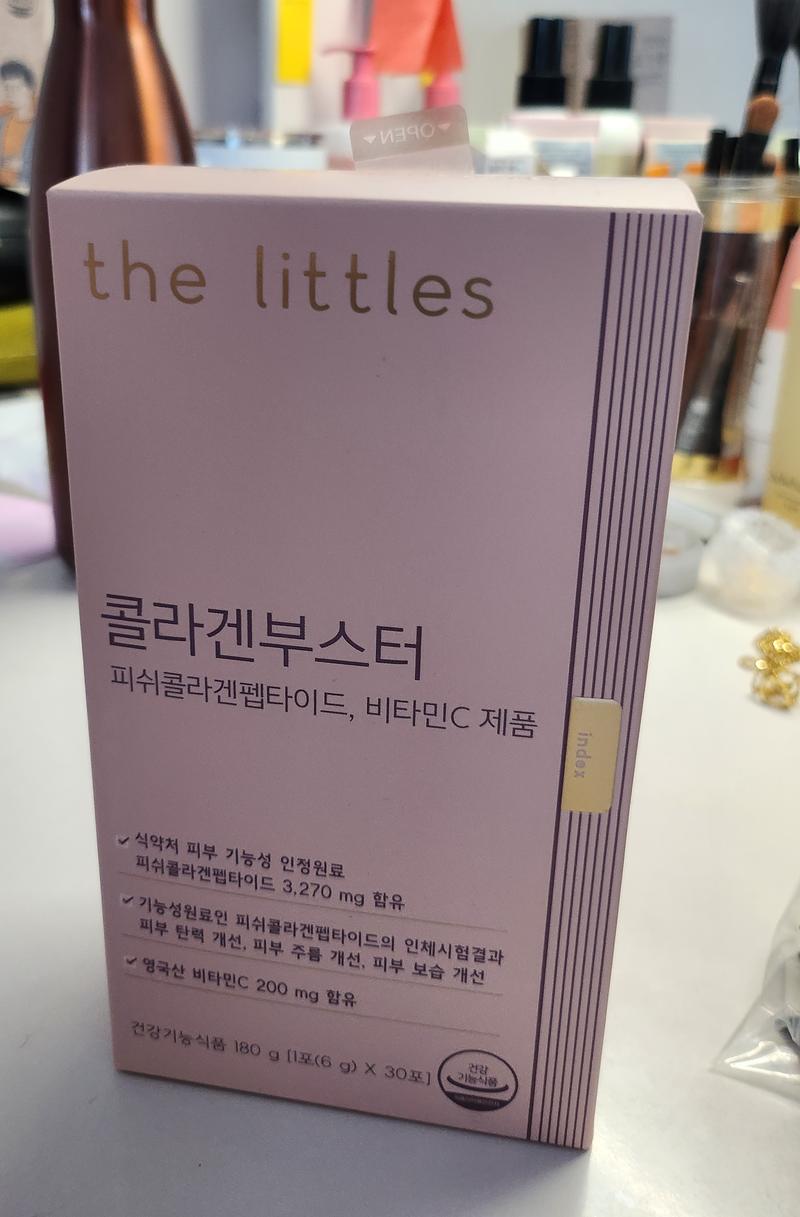 OPEN
the littles
콜라겐부스터
피쉬콜라겐펩타이드, 비타민C 제품
index
식약처 피부 기능성 인정원료
피쉬콜라겐펩타이드 3,270 mg 함유
기능성원료인 피쉬콜라겐펩타이드의 인체시험결과
피부 탄력 개선, 피부 주름 개선, 피부 보습 개선
영국산 비타민C 200 mg 함유
건강기능식품 180 g [1포(6 g) X 30포]
건강
기능식품